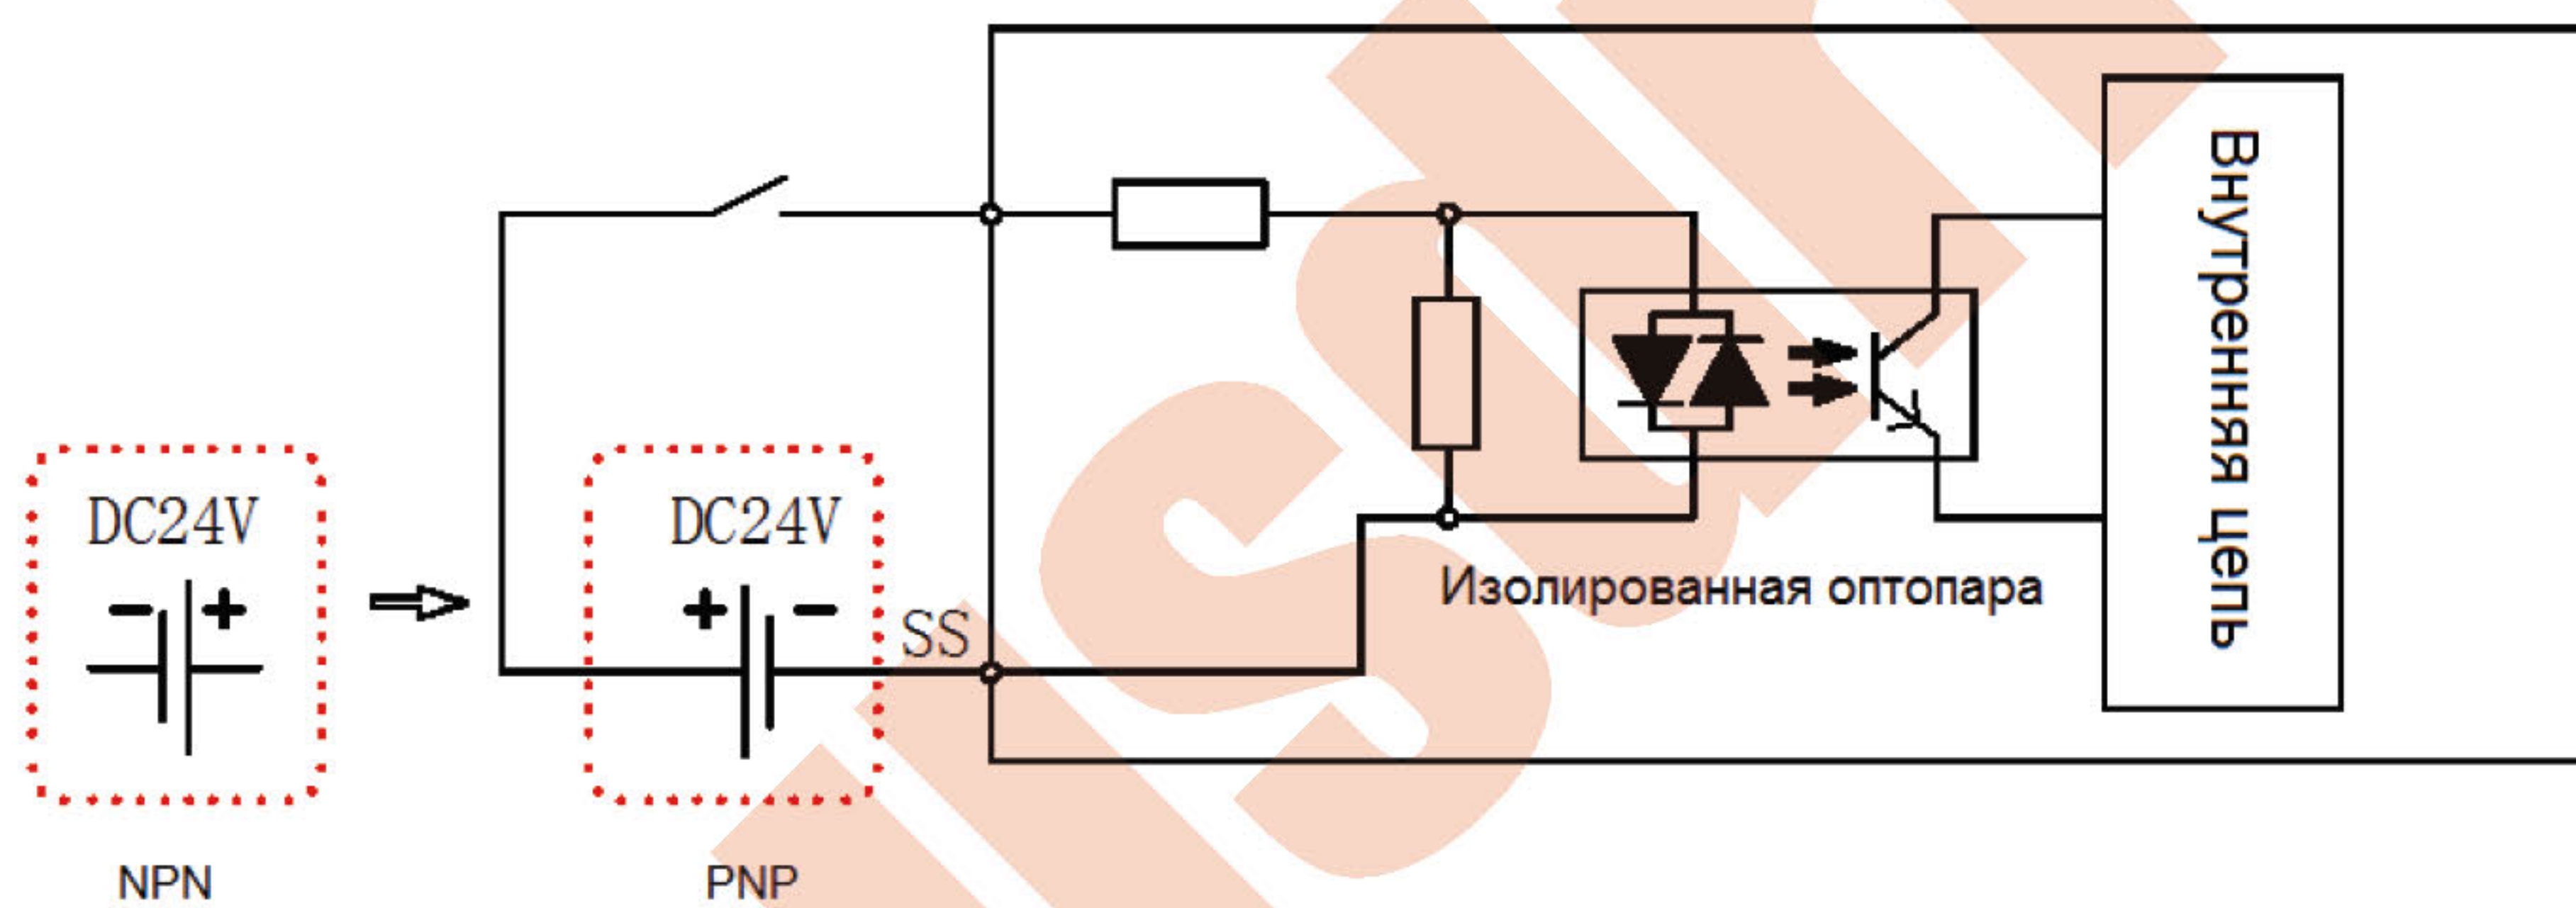 DC24V
- +
NPN
DC24V
+ -
PNP
SS
Изолированная оптопара
Внутренняя цепь